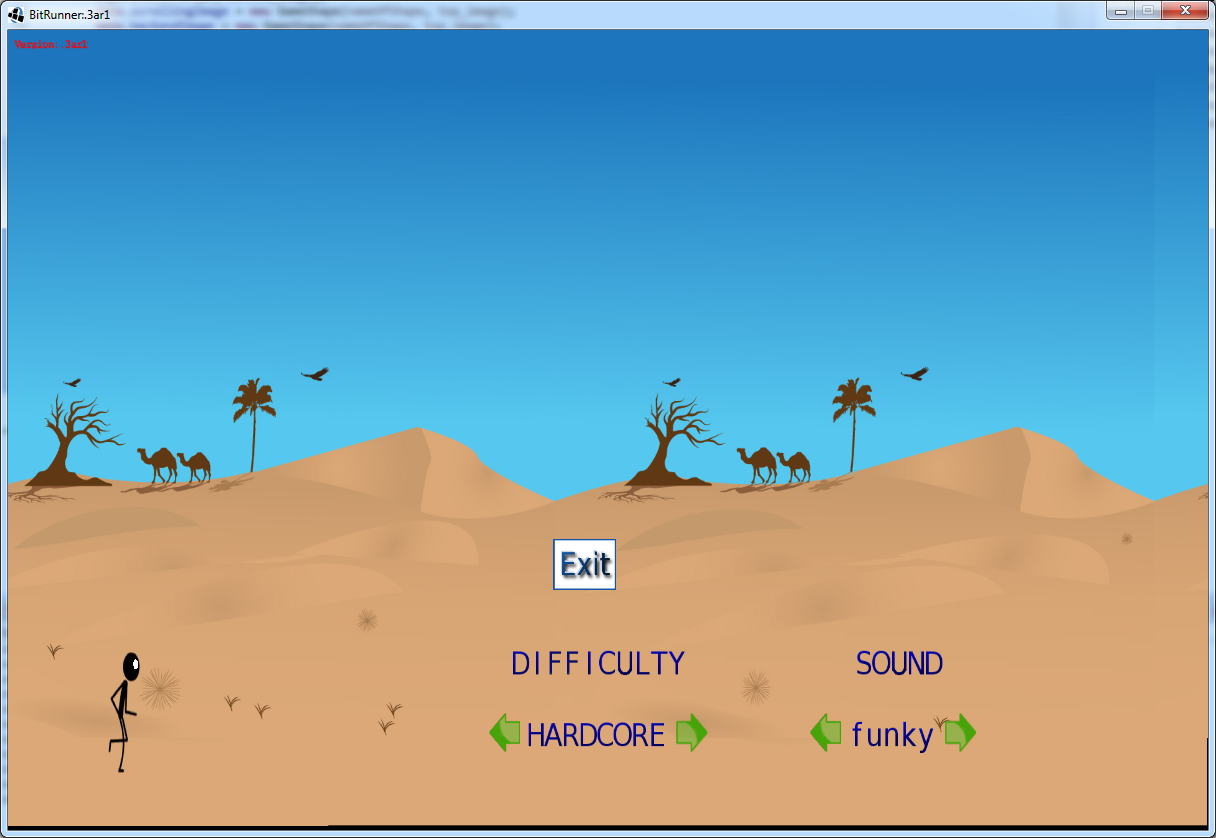 BitRunner:.3ar1
Version:.3ar1
Exit
DIFFICULTY
SOUND
HARDCORE
funky